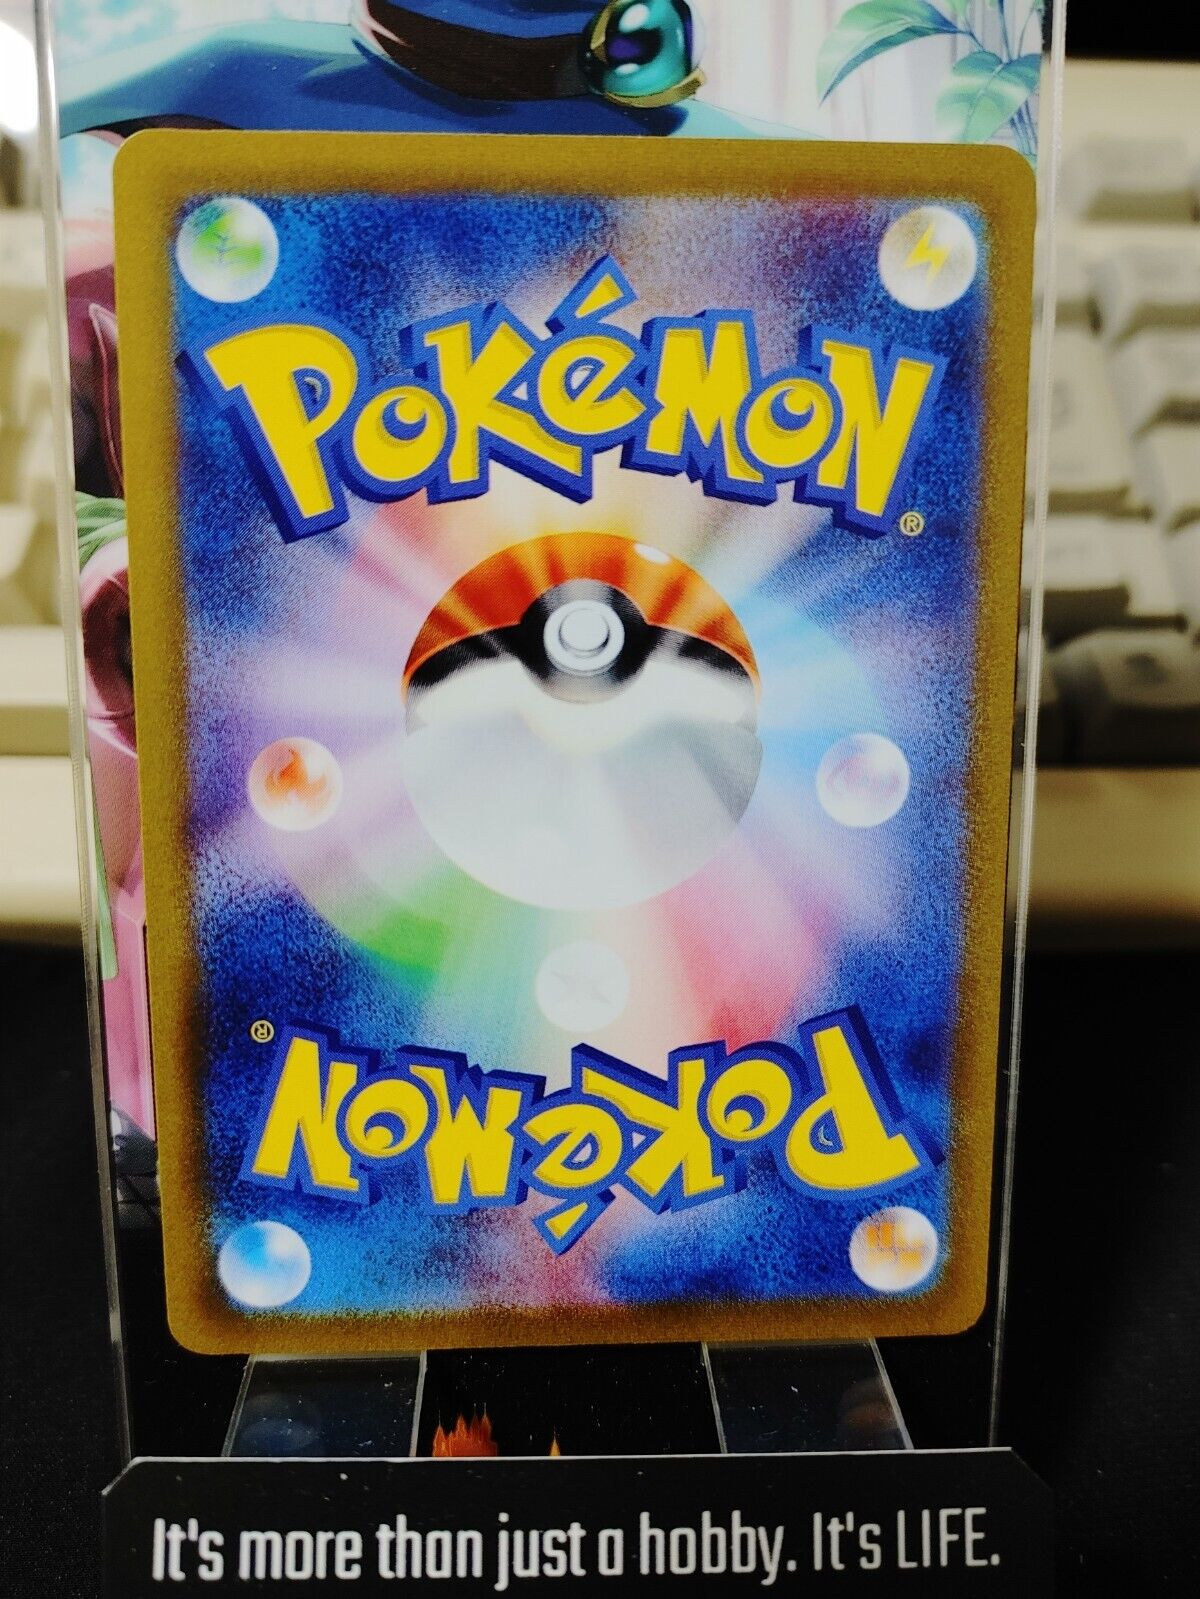 POKéMON
®
®
POKéMON
It's more than just a hobby. It's LIFE.